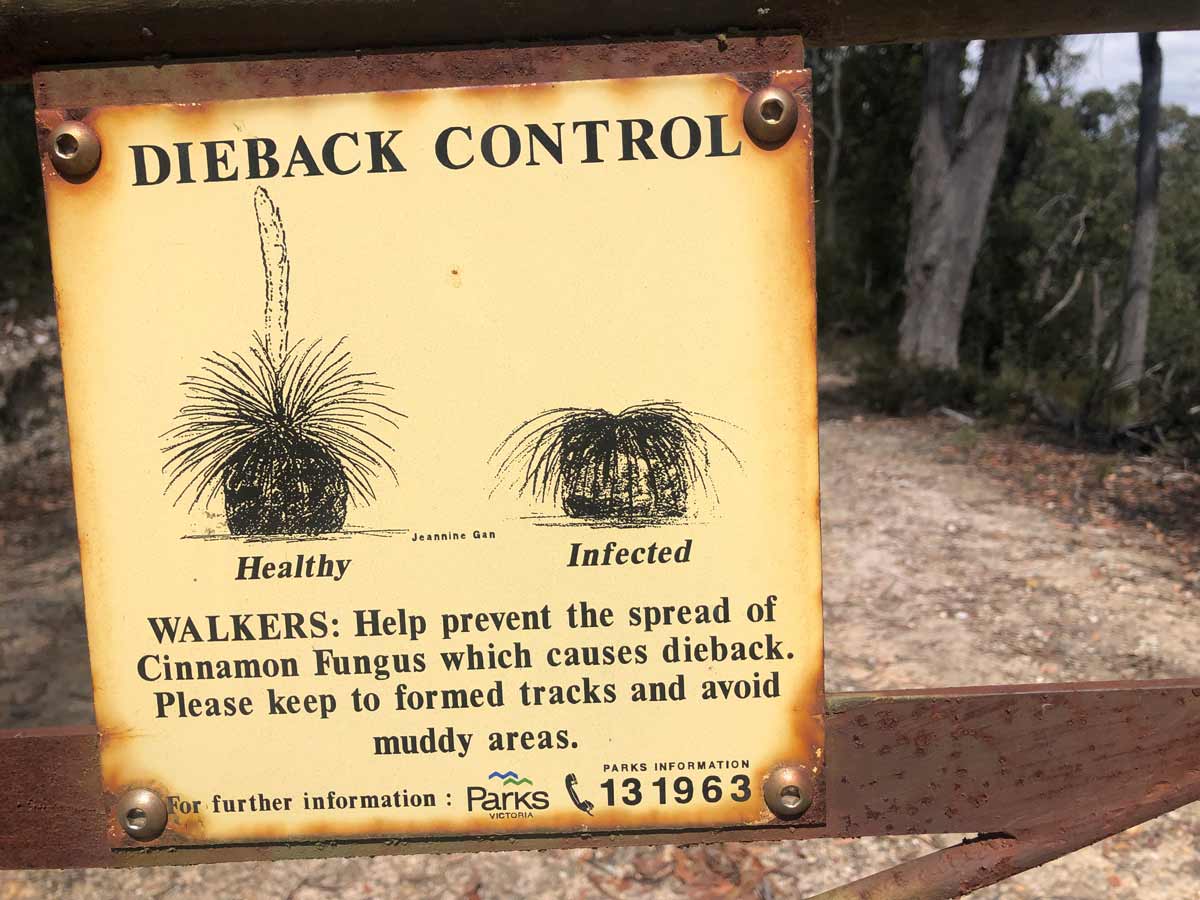 DIEBACK CONTROL
Jeannine Gan
Healthy
Infected
WALKERS: Help prevent the spread of
Cinnamon Fungus which causes dieback.
Please keep to formed tracks and avoid
muddy areas.
PARKS INFORMATION
For further information : Parks 131963
VICTORIA